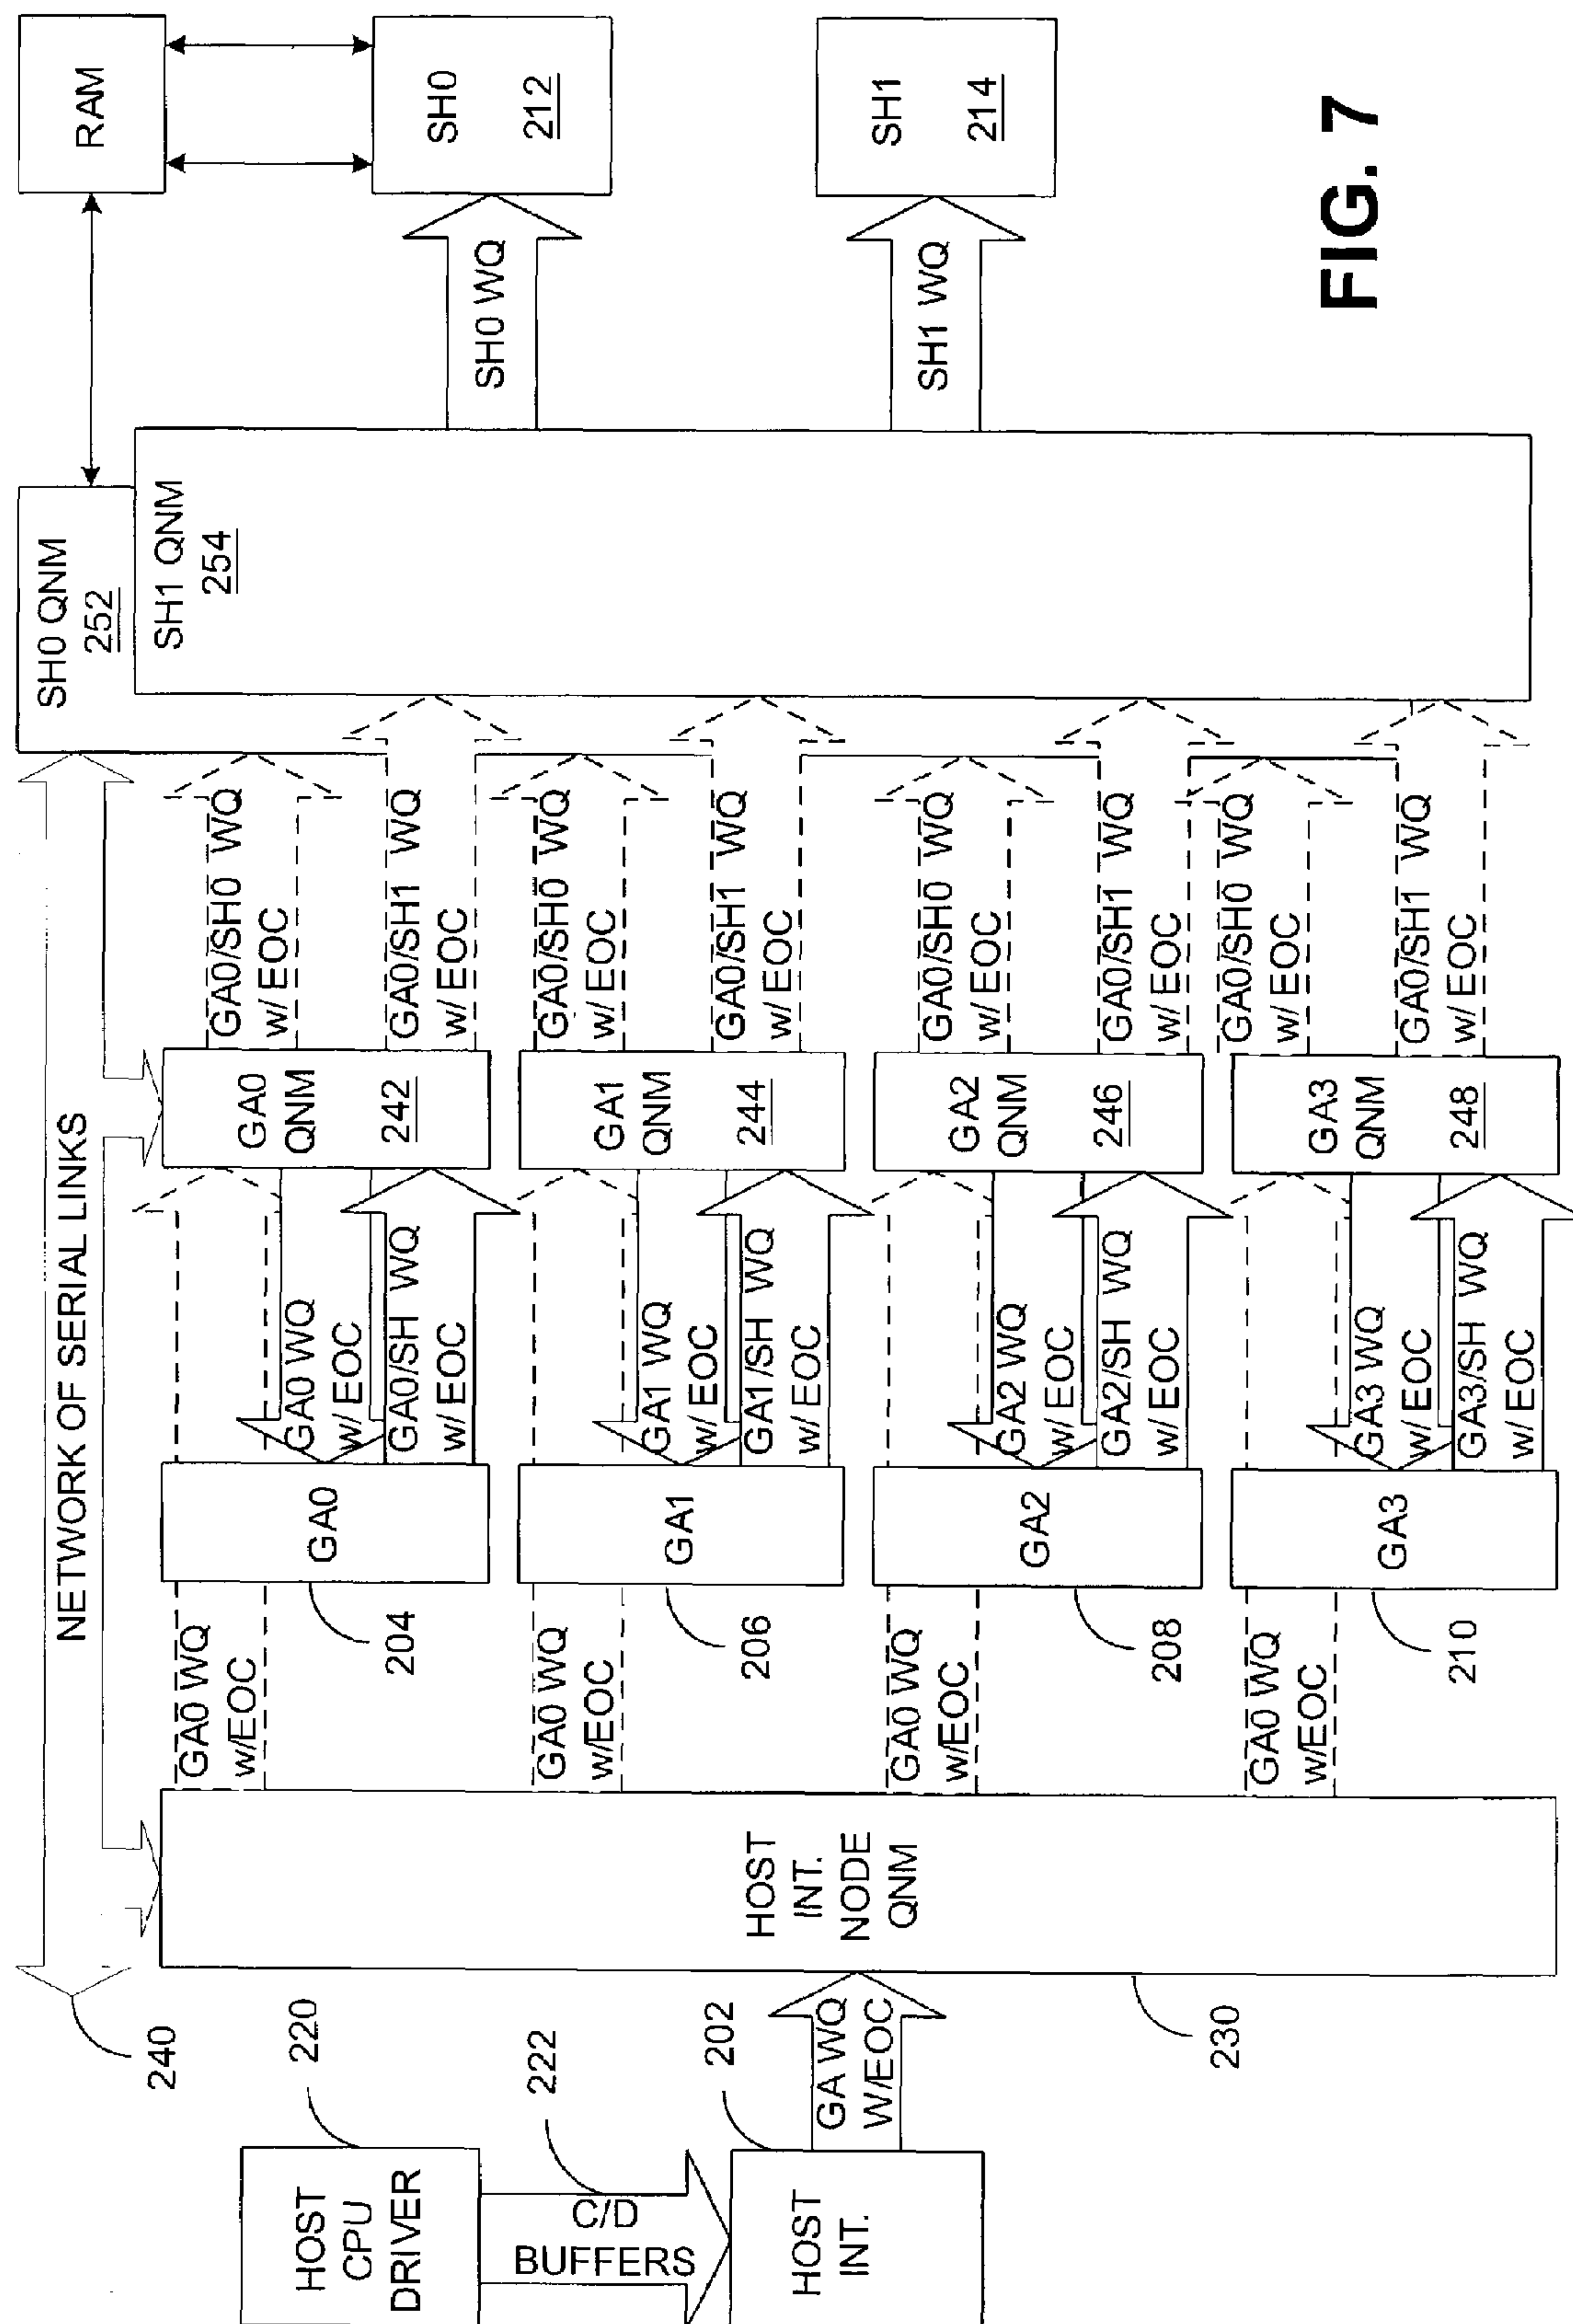 NETWORK OF SERIAL LINKS
240
HOST
CPU
DRIVER
220
C/D
BUFFERS
222
HOST
INT.
202
GA WQ
W/EOC
HOST
INT.
NODE
QNM
230
GA0 WQ
w/EOC
GA0 WQ
w/EOC
GA0 WQ
w/EOC
GA0 WQ
w/EOC
GA0
204
GA1
206
GA2
208
GA3
210
GA0 WQ
w/ EOC
GA0/SH WQ
w/ EOC
GA1 WQ
w/ EOC
GA1/SH WQ
w/ EOC
GA2 WQ
w/ EOC
GA2/SH WQ
w/ EOC
GA3 WQ
w/ EOC
GA3/SH WQ
w/ EOC
GA0
QNM
242
GA1
QNM
244
GA2
QNM
246
GA3
QNM
248
GA0/SH0 WQ
w/ EOC
GA0/SH1 WQ
w/ EOC
GA0/SH0 WQ
w/ EOC
GA0/SH1 WQ
w/ EOC
GA0/SH0 WQ
w/ EOC
GA0/SH1 WQ
w/ EOC
GA0/SH0 WQ
w/ EOC
GA0/SH1 WQ
w/ EOC
SH0 QNM
252
SH1 QNM
254
SH0 WQ
SH1 WQ
RAM
SH0
212
SH1
214
FIG. 7